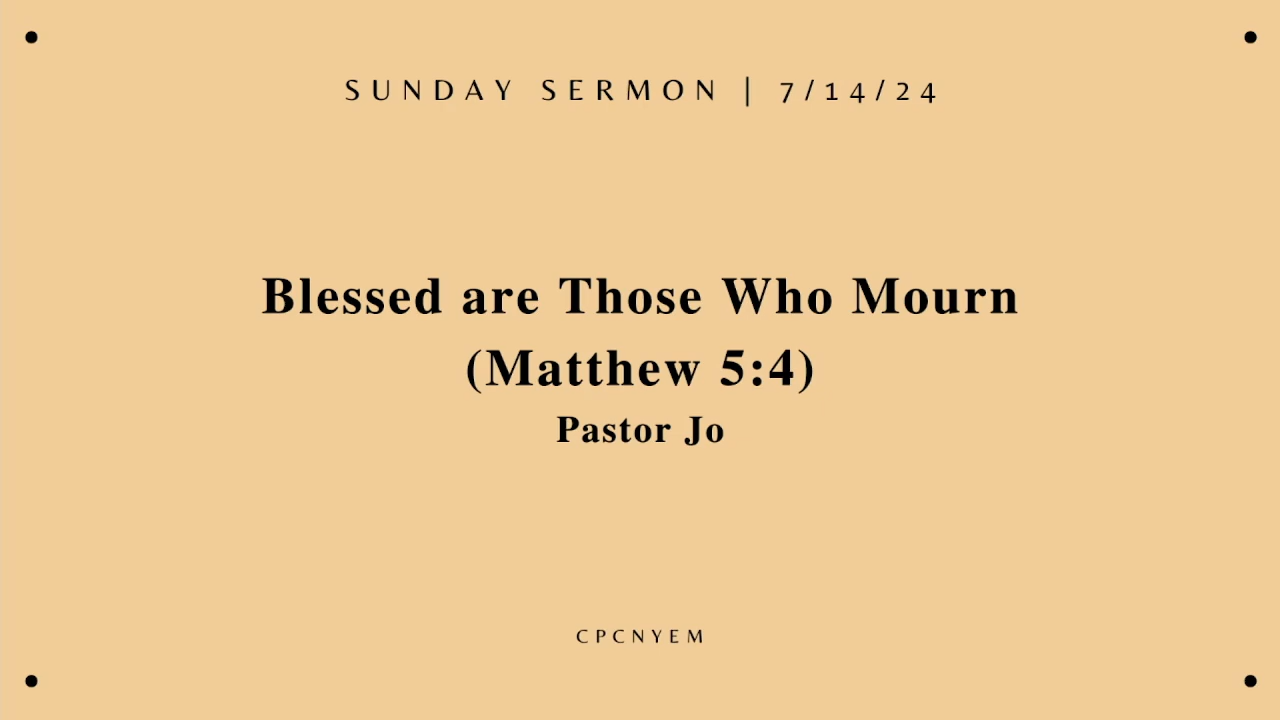 SUNDAY SERMON | 7/14/24
Blessed are Those Who Mourn
(Matthew 5:4)
Pastor Jo
CPCNYEM